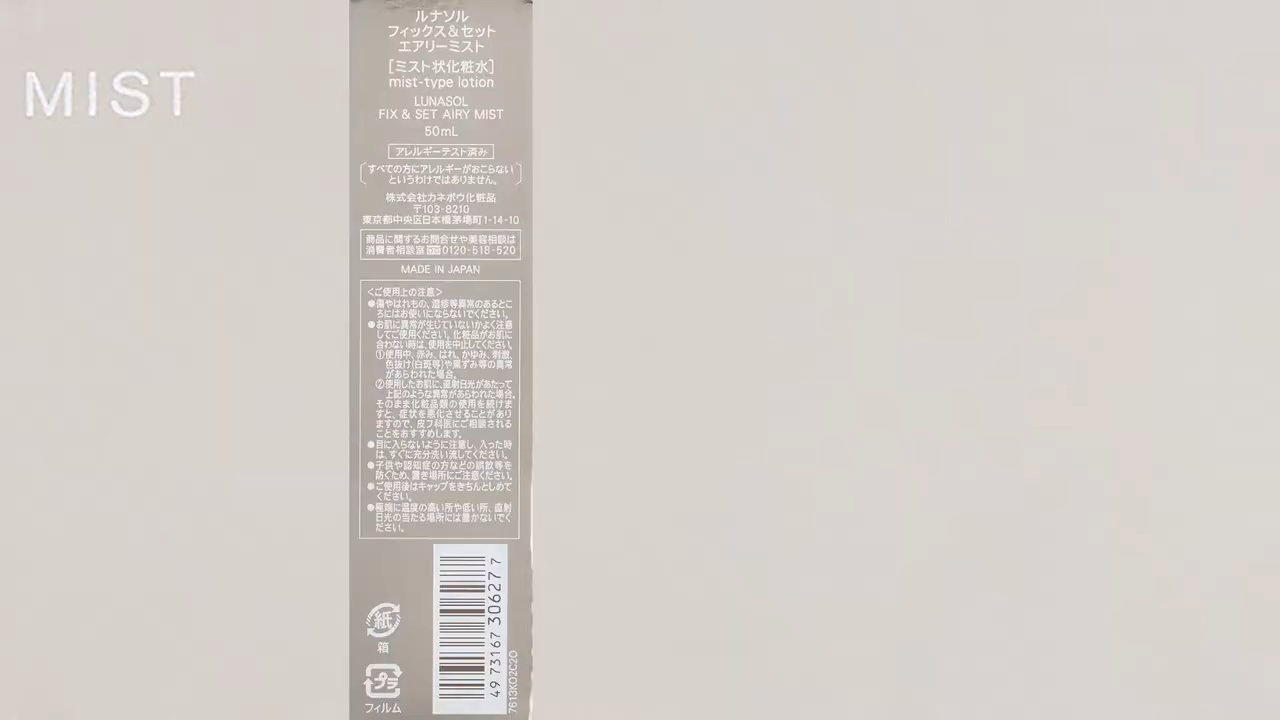 MIST
ルナソル
フィックス＆セット
エアリーミスト
[ミスト状化粧水]
mist-type lotion
LUNASOL
FIX & SET AIRY MIST
50mL
アレルギーテスト済み
すべての方にアレルギーがおこらない
というわけではありません。
株式会社カネボウ化粧品
〒103-8210
東京都中央区日本橋茅場町1-14-10
商品に関するお問合せや美容相談は
消費者相談室 0120-518-520
MADE IN JAPAN
＜ご使用上の注意＞
●傷やはれもの、湿疹等異常のあるとこ
ろにはお使いにならないでください。
●お肌に異常が生じていないかよく注意
してご使用ください。化粧品がお肌に
合わない時は、使用を中止してください。
①使用中、赤み、はれ、かゆみ、刺激、
色抜け(白斑等)や黒ずみ等の異常
があらわれた場合。
②使用したお肌に、直射日光があたって
上記のような異常があらわれた場合。
そのまま化粧品類の使用を続けま
すと、症状を悪化させることがあり
ますので、皮フ科医にご相談される
ことをおすすめします。
●目に入らないように注意し、入った時
は、すぐに充分洗い流してください。
●子供や認知症の方などの誤飲等を
防ぐため、置き場所にご注意ください。
●ご使用後はキャップをきちんとしめて
ください。
●極端に温度の高い所や低い所、直射
日光の当たる場所には置かないでく
ださい。
紙
箱
プラ
フィルム
49 73167 306277
7613K02C20